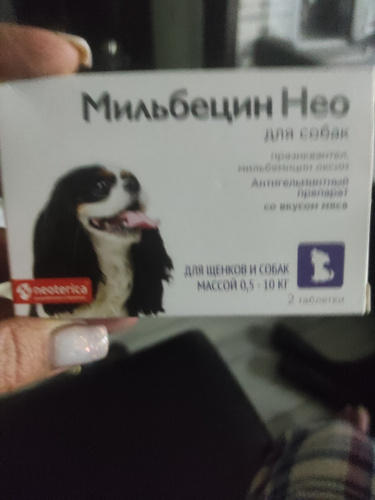 Мильбецин Нео
для собак
празиквантел,
мильбемицин оксим
Антигельминтный
препарат
со вкусом мяса
ДЛЯ ЩЕНКОВ И СОБАК
МАССОЙ 0,5 - 10 КГ
neoterica
2 таблетки